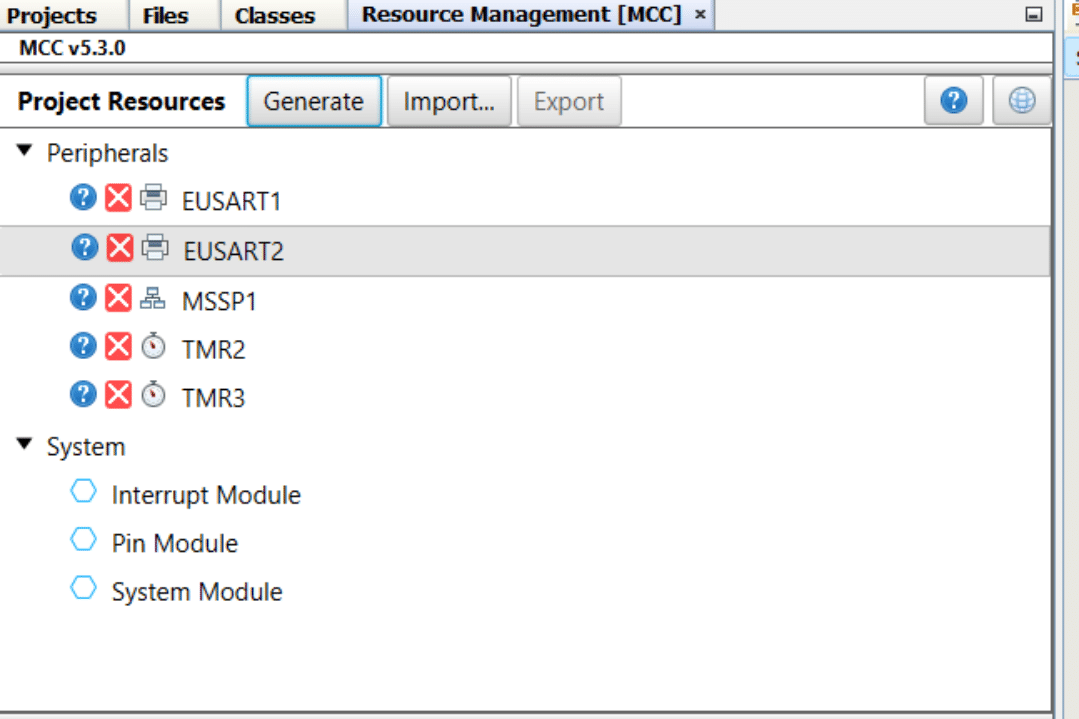 Projects Files Classes Resource Management [MCC] ×
MCC v5.3.0
Project Resources Generate Import... Export
Peripherals
EUSART1
EUSART2
MSSP1
TMR2
TMR3
System
Interrupt Module
Pin Module
System Module